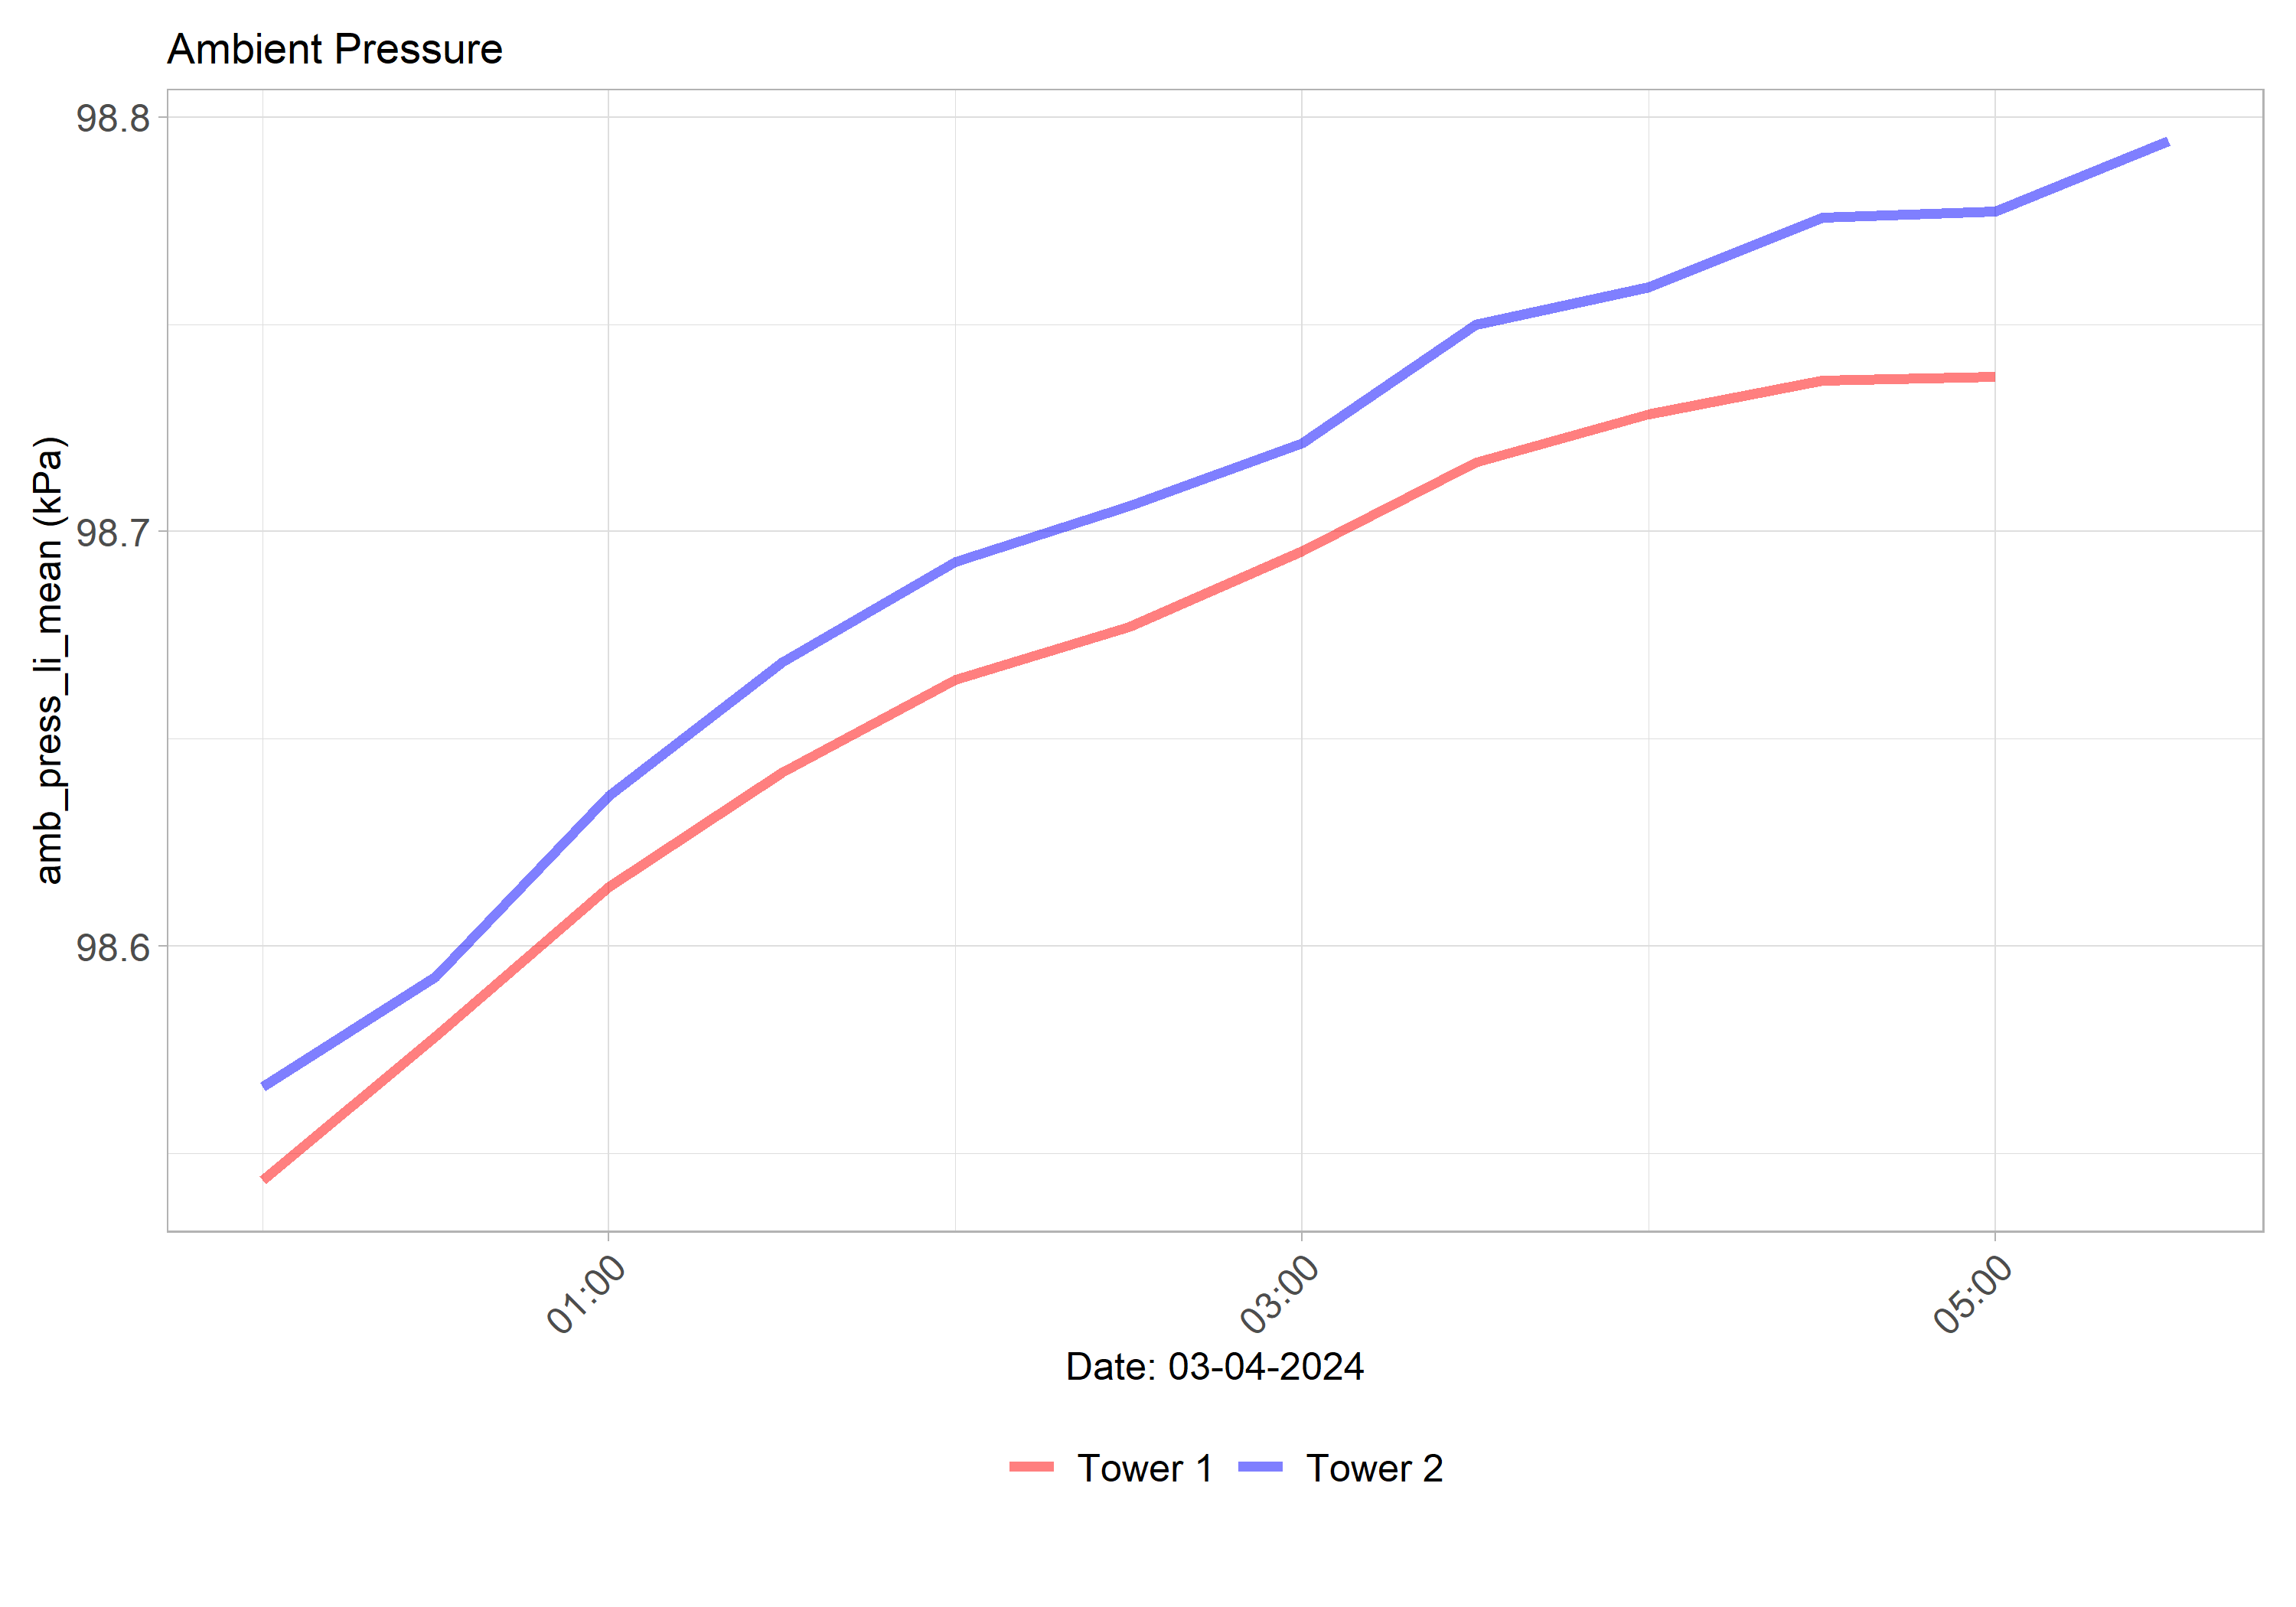 Ambient Pressure
98.8
98.7
98.6
amb_press_li_mean (kPa)
01:00
03:00
05:00
Date: 03-04-2024
Tower 1
Tower 2